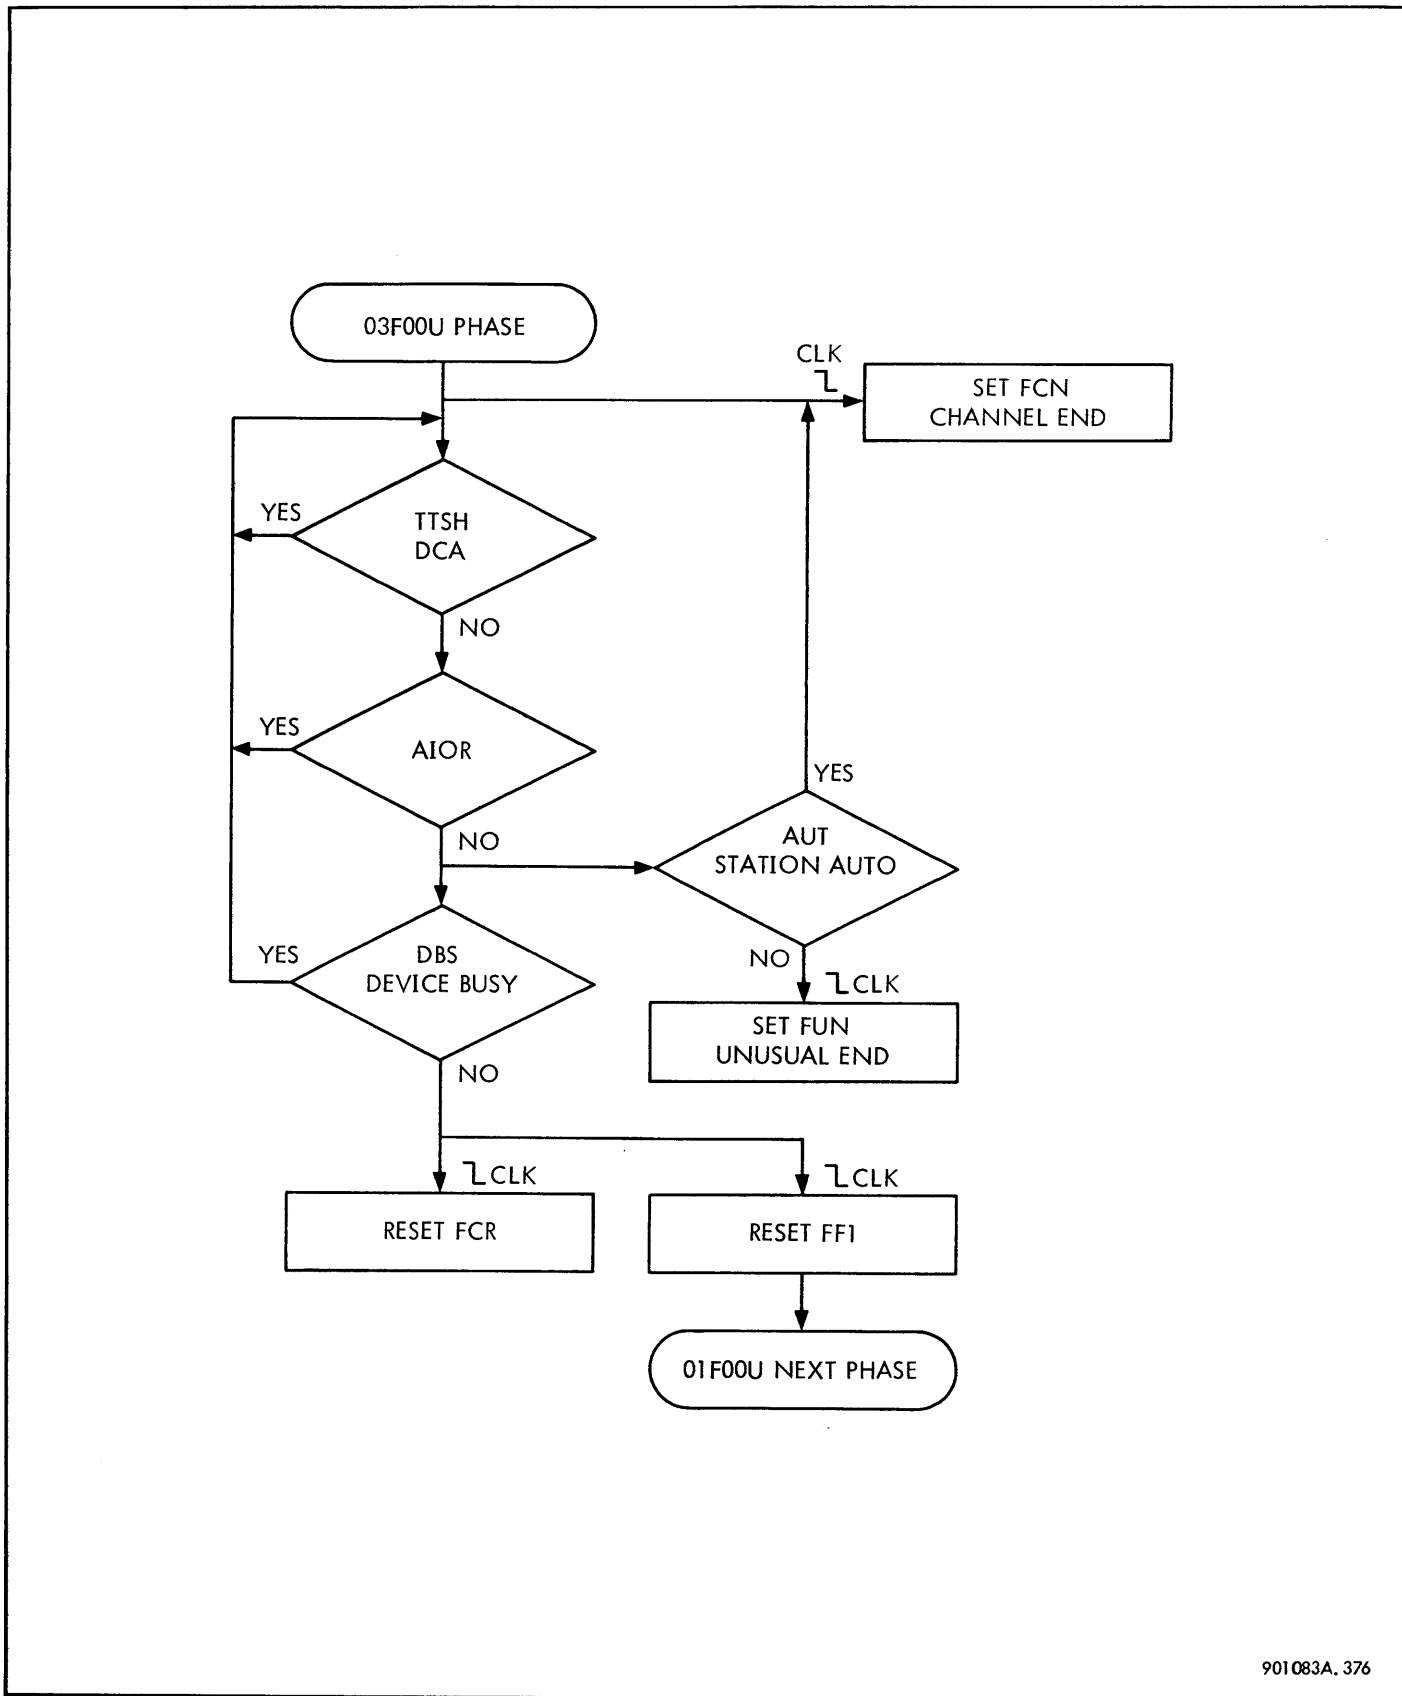 03F00U PHASE
CLK
SET FCN
CHANNEL END
YES
TTSH
DCA
NO
YES
AIOR
NO
YES
AUT
STATION AUTO
NO
CLK
SET FUN
UNUSUAL END
YES
DBS
DEVICE BUSY
NO
CLK
CLK
RESET FCR
RESET FF1
01F00U NEXT PHASE
901083A. 376